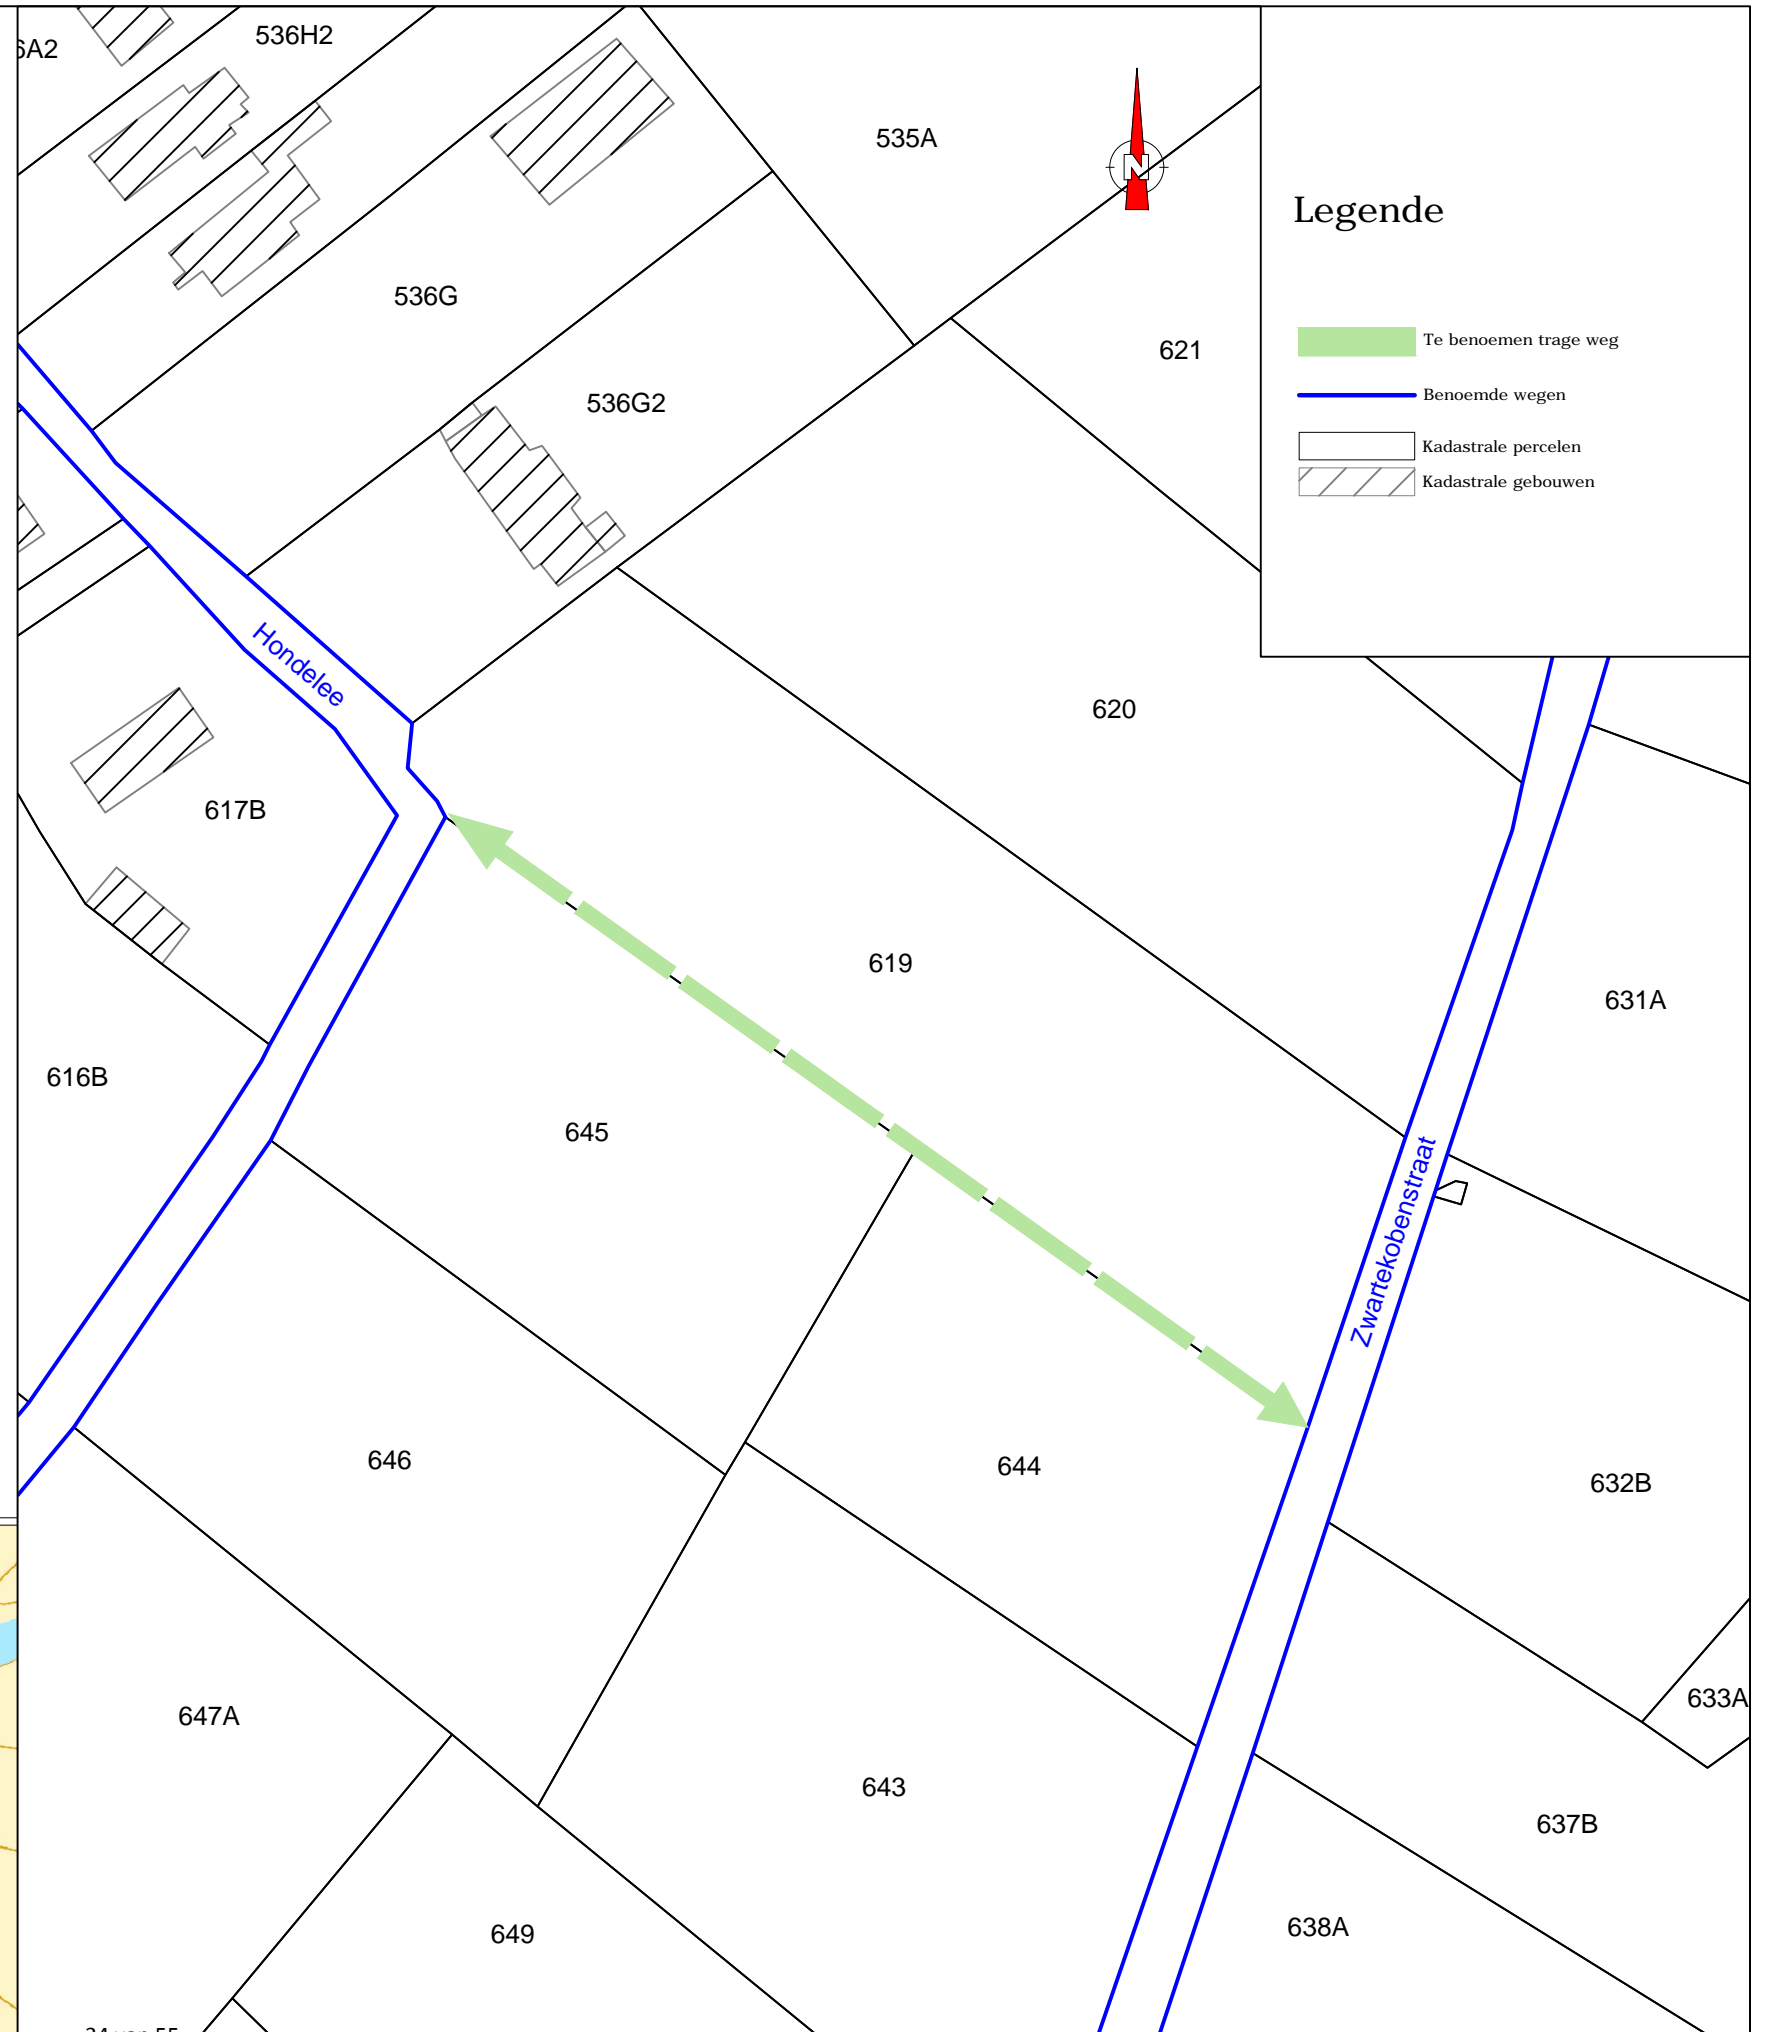 536H2
535A
N
Legende
536G
Te benoemen trage weg
621
Benoemde wegen
536G2
Kadastrale percelen
Kadastrale gebouwen
Hondelee
620
617B
619
631A
616B
645
Zwartekobenstraat
646
644
632B
633A
647A
643
637B
638A
649